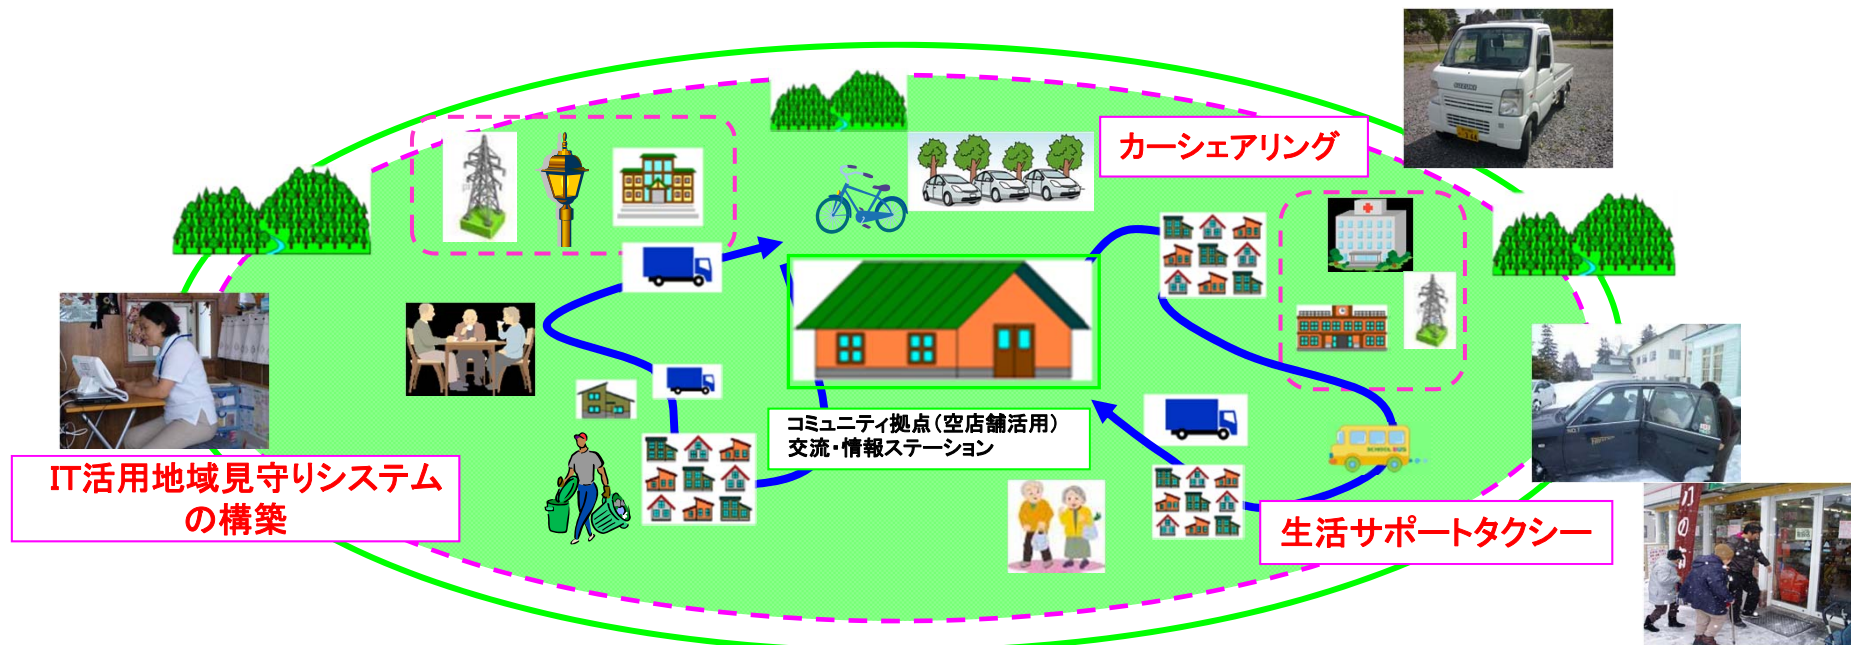 カーシェアリング
SUZUKI
コミュニティ拠点(空店舗活用)
交流・情報ステーション
SCHOOL BUS
IT活用地域見守りシステム
の構築
生活サポートタクシー